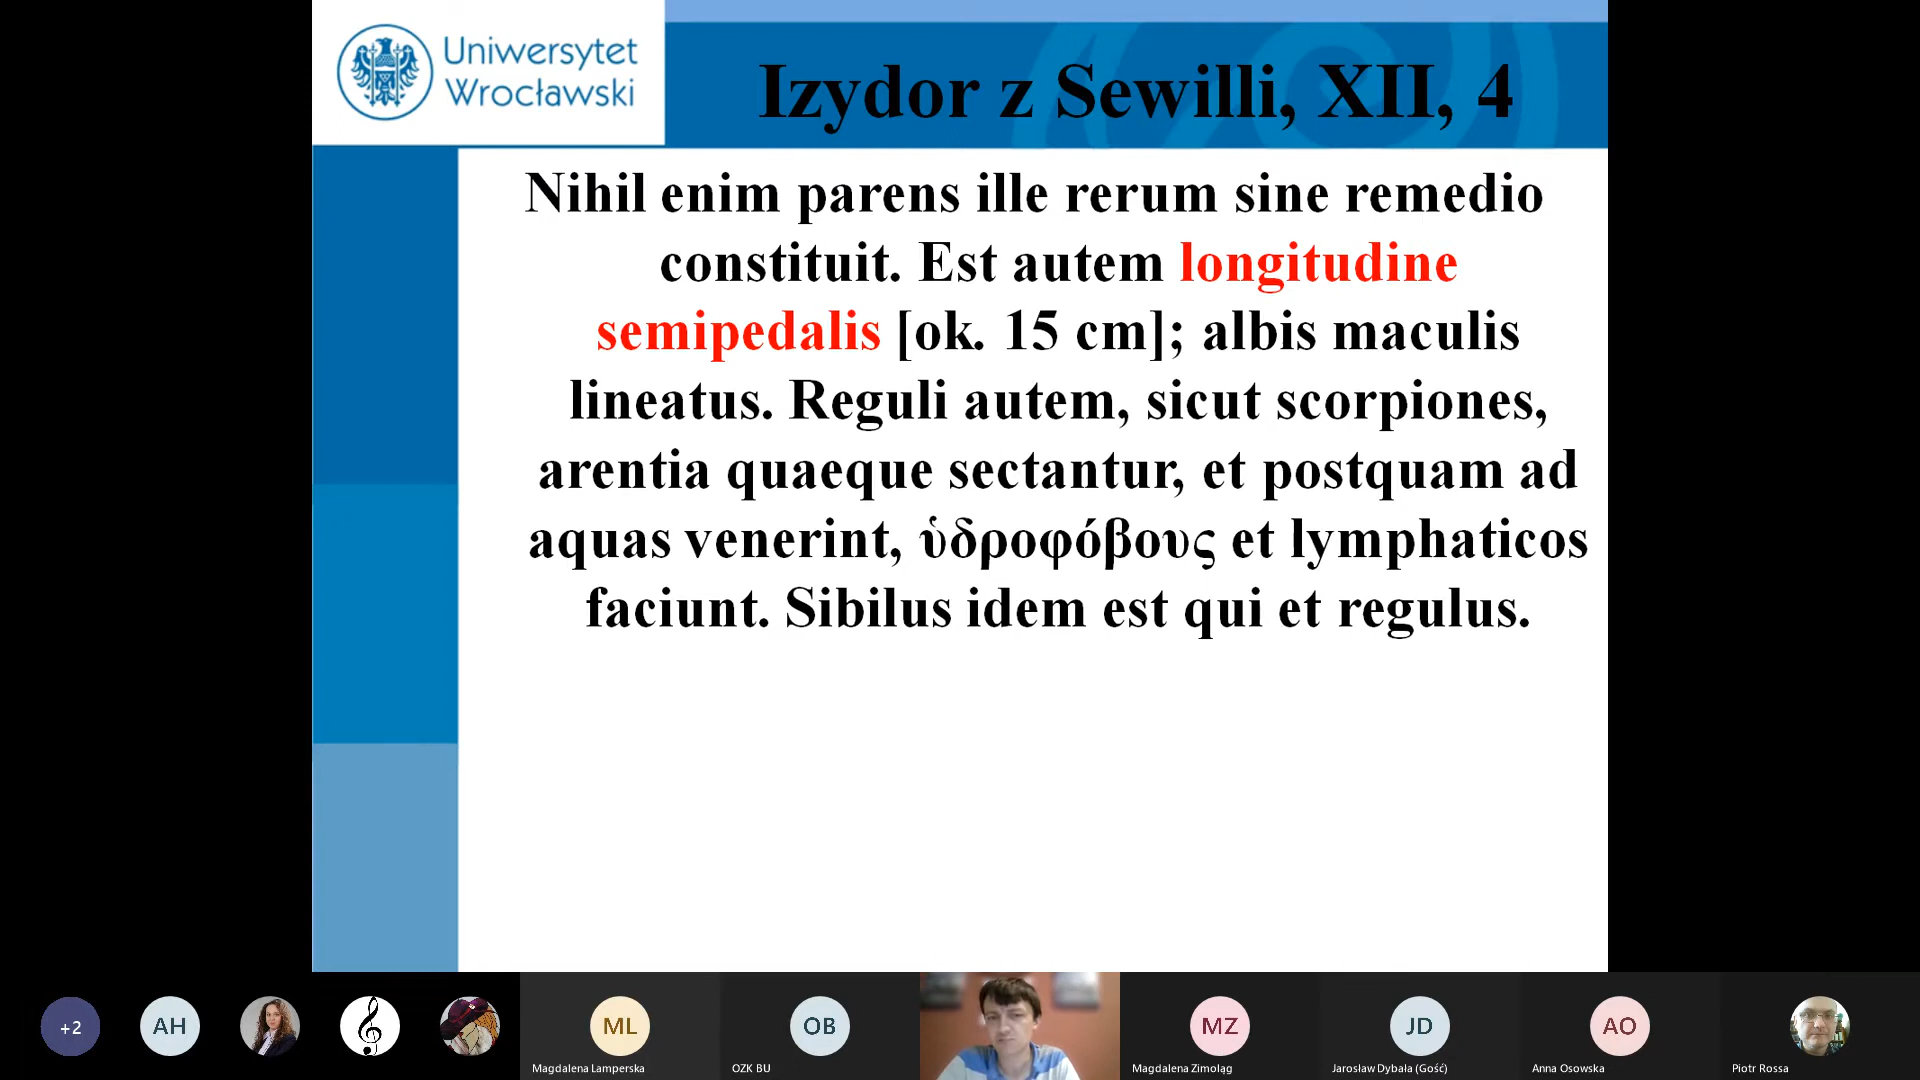 Uniwersytet
Wrocławski
Izydor z Sewilli, XII, 4
Nihil enim parens ille rerum sine remedio
constituit. Est autem longitudine
semipedalis [ok. 15 cm]; albis maculis
lineatus. Reguli autem, sicut scorpiones,
arentia quaeque sectantur, et postquam ad
aquas venerint, ὑδροφόβους et lymphaticos
faciunt. Sibilus idem est qui et regulus.
+2
AH
ML
OB
MZ
JD
AO
Magdalena Lamperska
OZK BU
Magdalena Zimoląg
Jarosław Dybała (Gość)
Anna Osowska
Piotr Rossa